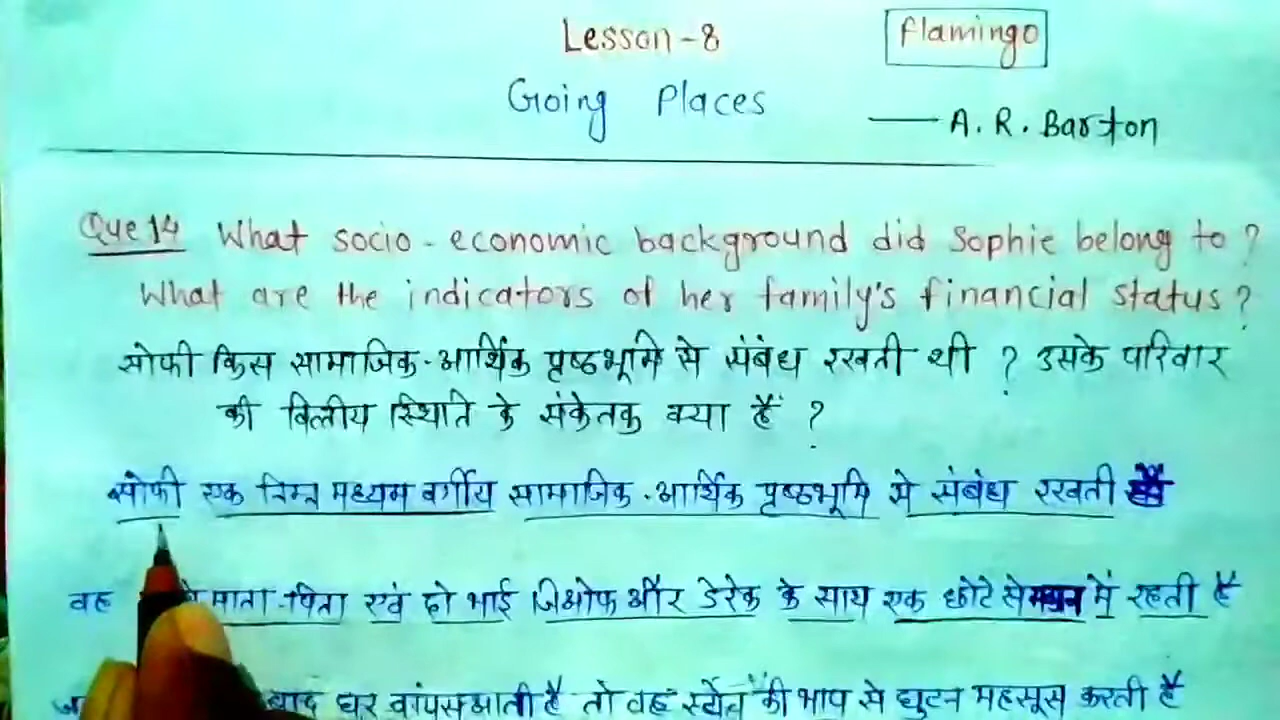 Lesson-8
Flamingo
Going Places
— A. R. Barton
Que 14 What socio-economic background did Sophie belong to?
What are the indicators of her family's financial status?
सोफी किस सामाजिक-आर्थिक पृष्ठभूमि से संबंध रखती थी ? उसके परिवार
की वित्तीय स्थिति के संकेतक क्या हैं ?
सोफी एक निम्न मध्यम वर्गीय सामाजिक-आर्थिक पृष्ठभूमि से संबंध रखती
वह माता-पिता एवं दो भाई जिओफ और डेरेक के साथ एक छोटे से मकान में रहती है
बाद घर वापस आती है तो वह स्टोव की भाप से घुटन महसूस करती है